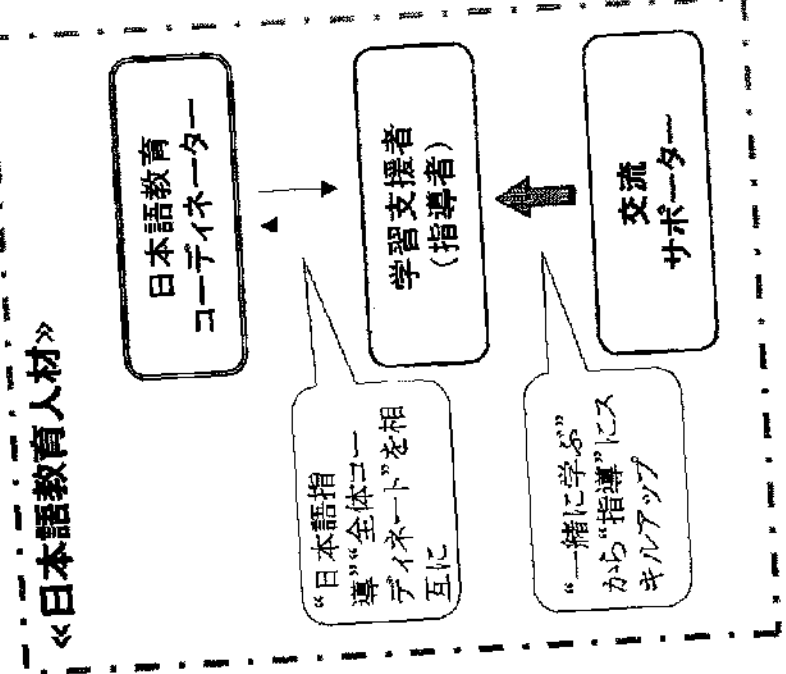 ≪日本語教育人材≫
日本語教育
コーディネーター
学習支援者
(指導者)
交流
サポーター
“日本語指
導”“全体コー
ディネート”を相
互に
“一緒に学ぶ”
から“指導”にス
キルアップ